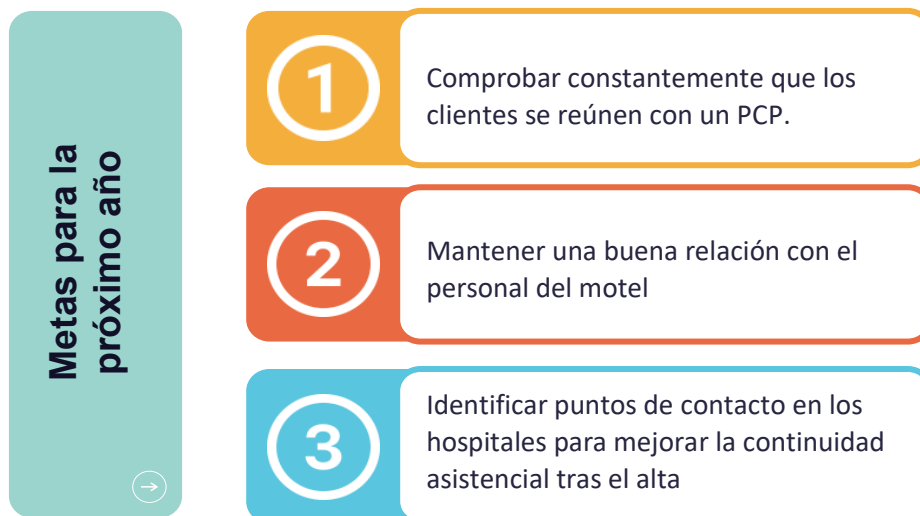 Metas para la
próximo año
1
Comprobar constantemente que los
clientes se reúnen con un PCP.
2
Mantener una buena relación con el
personal del motel
3
Identificar puntos de contacto en los
hospitales para mejorar la continuidad
asistencial tras el alta